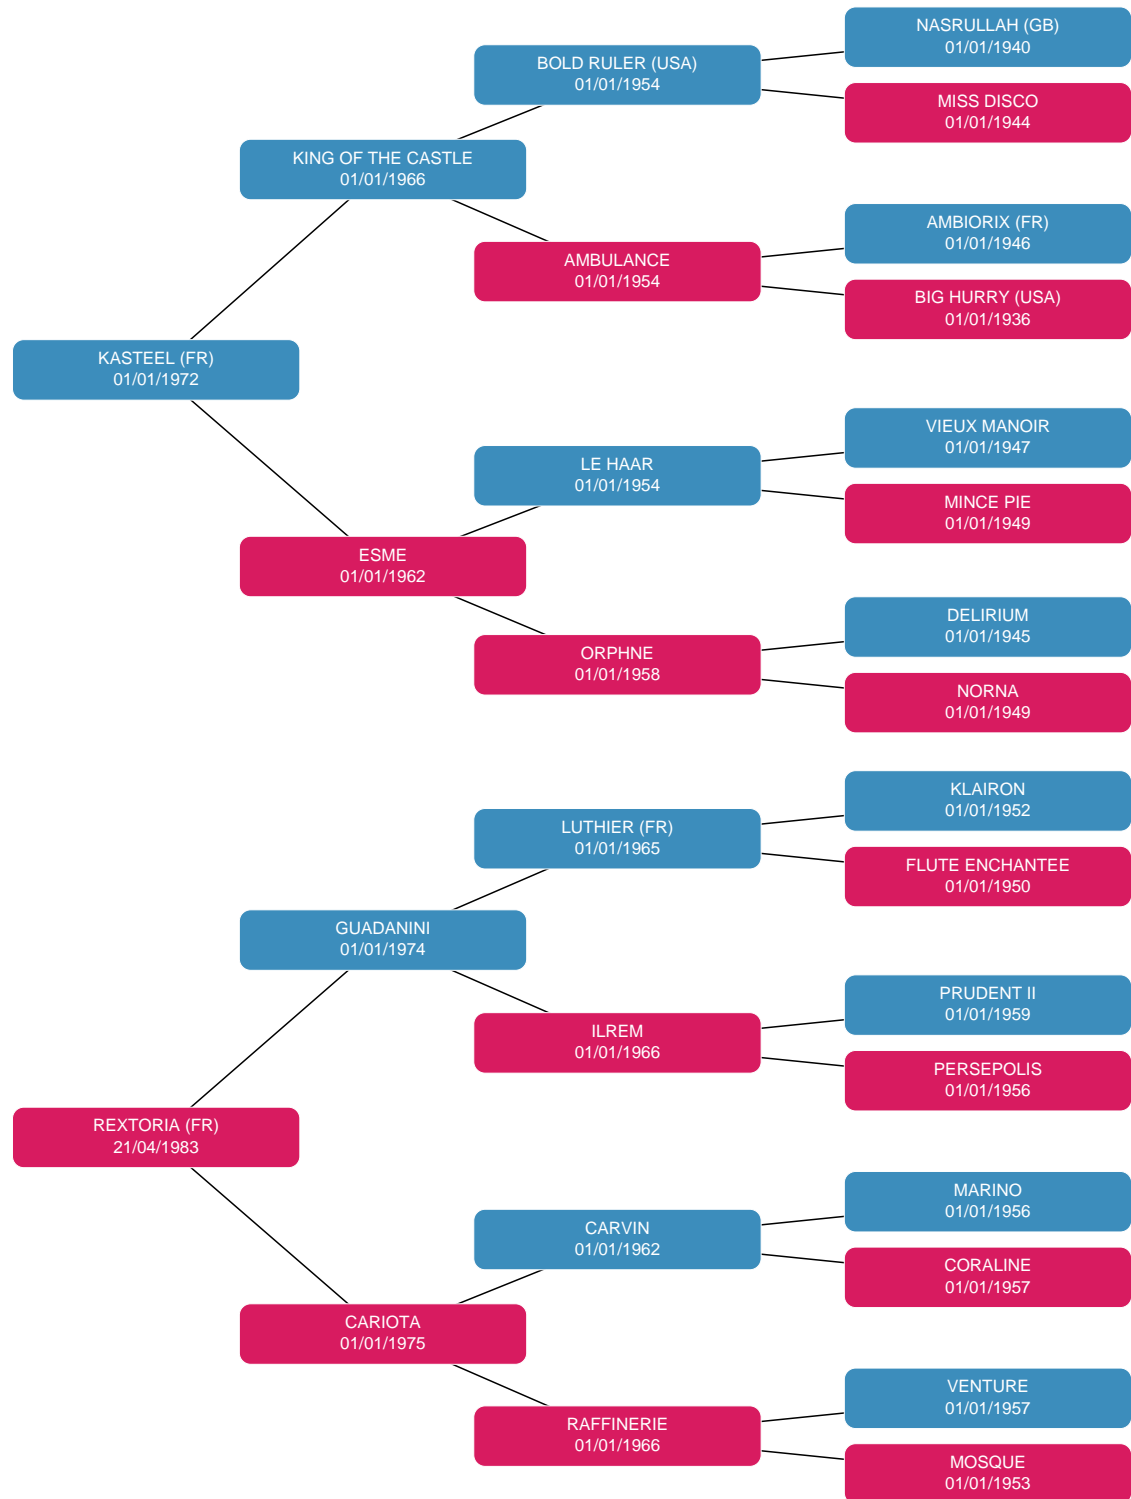 NASRULLAH (GB)
01/01/1940
BOLD RULER (USA)
01/01/1954
MISS DISCO
01/01/1944
KING OF THE CASTLE
01/01/1966
AMBIORIX (FR)
01/01/1946
AMBULANCE
01/01/1954
BIG HURRY (USA)
01/01/1936
KASTEEL (FR)
01/01/1972
VIEUX MANOIR
01/01/1947
LE HAAR
01/01/1954
MINCE PIE
01/01/1949
ESME
01/01/1962
DELIRIUM
01/01/1945
ORPHNE
01/01/1958
NORNA
01/01/1949
KLAIRON
01/01/1952
LUTHIER (FR)
01/01/1965
FLUTE ENCHANTEE
01/01/1950
GUADANINI
01/01/1974
PRUDENT II
01/01/1959
ILREM
01/01/1966
PERSEPOLIS
01/01/1956
REXTORIA (FR)
21/04/1983
MARINO
01/01/1956
CARVIN
01/01/1962
CORALINE
01/01/1957
CARIOTA
01/01/1975
VENTURE
01/01/1957
RAFFINERIE
01/01/1966
MOSQUE
01/01/1953